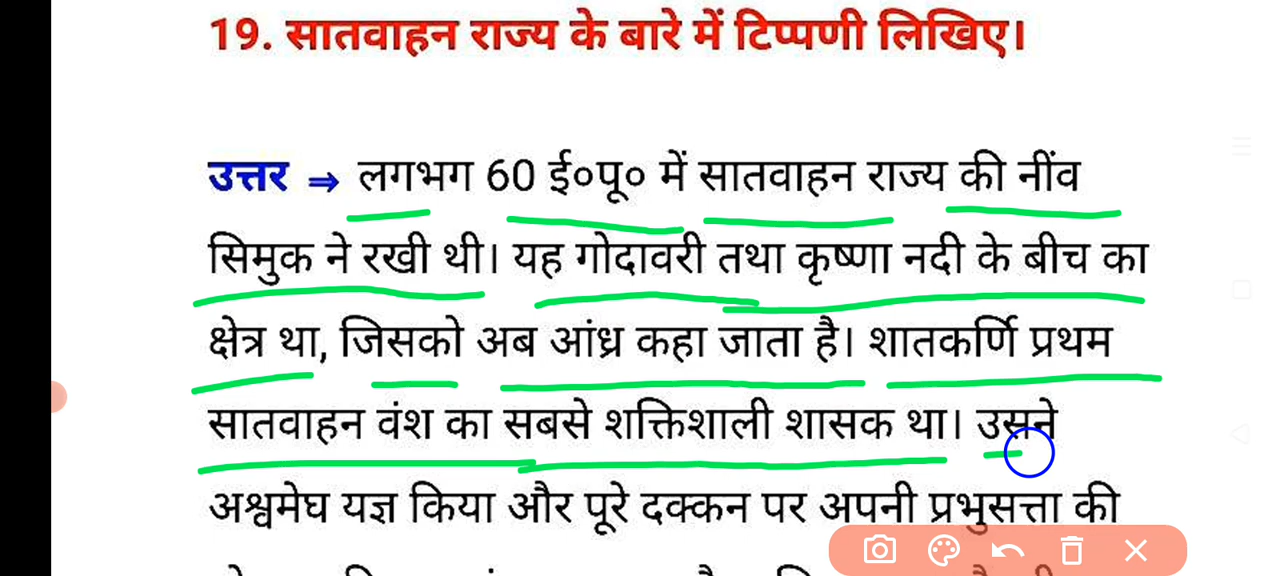 19. सातवाहन राज्य के बारे में टिप्पणी लिखिए।
उत्तर ⇒ लगभग 60 ई०पू० में सातवाहन राज्य की नींव
सिमुक ने रखी थी। यह गोदावरी तथा कृष्णा नदी के बीच का
क्षेत्र था, जिसको अब आंध्र कहा जाता है। शातकर्णि प्रथम
सातवाहन वंश का सबसे शक्तिशाली शासक था। उसने
अश्वमेघ यज्ञ किया और पूरे दक्कन पर अपनी प्रभुसत्ता की